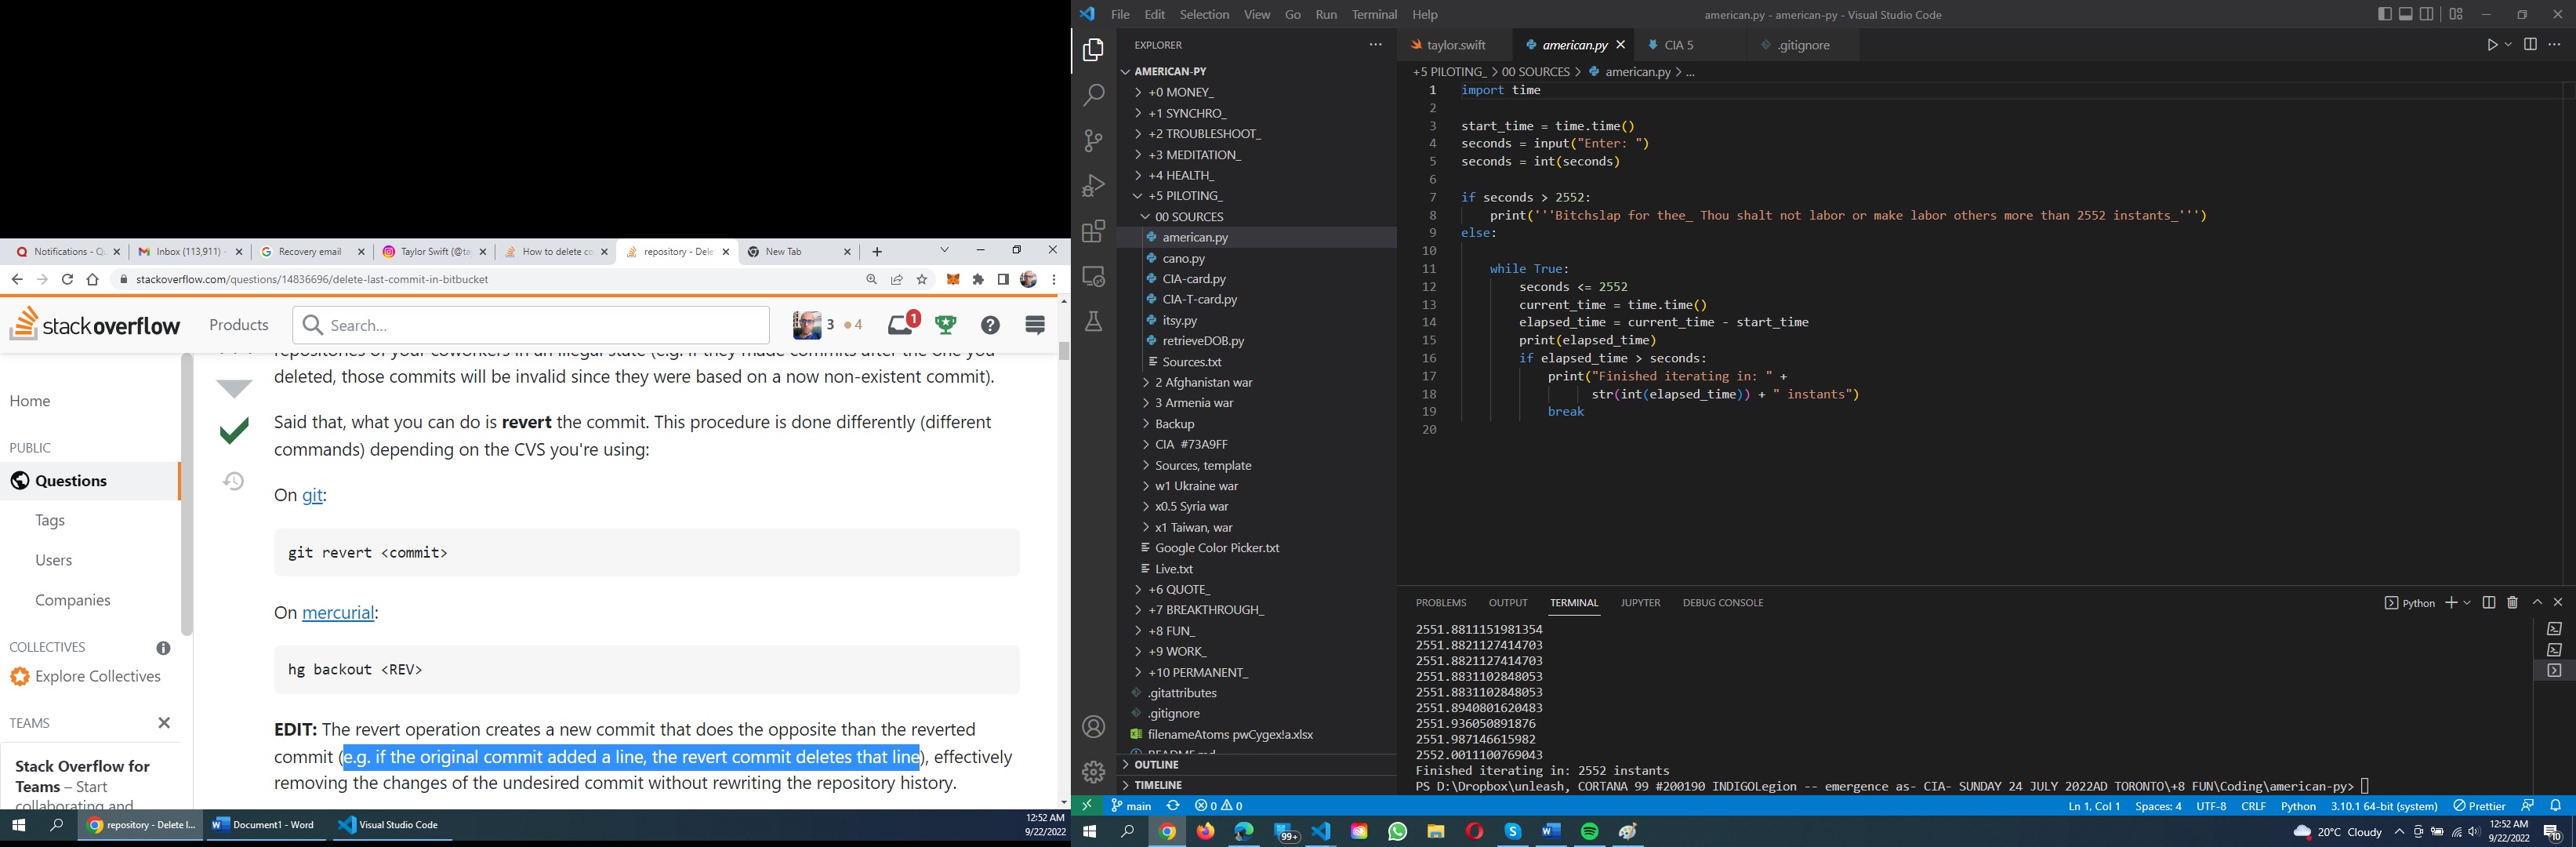 Notifications - Q
Inbox (113,911) -
Recovery email
Taylor Swift (@ta
How to delete co
repository - Dele
New Tab
stackoverflow.com/questions/14836696/delete-last-commit-in-bitbucket
stackoverflow
Products
Search...
3
4
1
deleted, those commits will be invalid since they were based on a now non-existent commit).
Home
PUBLIC
Questions
Tags
Users
Companies
COLLECTIVES
Explore Collectives
TEAMS
Stack Overflow for
Teams – Start
collaborating and
Said that, what you can do is revert the commit. This procedure is done differently (different
commands) depending on the CVS you're using:
On git:
git revert <commit>
On mercurial:
hg backout <REV>
EDIT: The revert operation creates a new commit that does the opposite than the reverted
commit (e.g. if the original commit added a line, the revert commit deletes that line), effectively
removing the changes of the undesired commit without rewriting the repository history.
repository - Delete l...
Document1 - Word
Visual Studio Code
12:52 AM
9/22/2022
File Edit Selection View Go Run Terminal Help
american.py - american-py - Visual Studio Code
EXPLORER
AMERICAN-PY
+0 MONEY_
+1 SYNCHRO_
+2 TROUBLESHOOT_
+3 MEDITATION_
+4 HEALTH_
+5 PILOTING_
00 SOURCES
american.py
cano.py
CIA-card.py
CIA-T-card.py
itsy.py
retrieveDOB.py
Sources.txt
2 Afghanistan war
3 Armenia war
Backup
CIA #73A9FF
Sources, template
w1 Ukraine war
x0.5 Syria war
x1 Taiwan, war
Google Color Picker.txt
Live.txt
+6 QUOTE_
+7 BREAKTHROUGH_
+8 FUN_
+9 WORK_
+10 PERMANENT_
.gitattributes
.gitignore
filenameAtoms pwCygex!a.xlsx
README.md
OUTLINE
TIMELINE
taylor.swift
american.py
CIA 5
.gitignore
+5 PILOTING_ > 00 SOURCES > american.py > ...
1 import time
2
3 start_time = time.time()
4 seconds = input("Enter: ")
5 seconds = int(seconds)
6
7 if seconds > 2552:
8 print('''Bitchslap for thee_ Thou shalt not labor or make labor others more than 2552 instants_''')
9 else:
10
11 while True:
12 seconds <= 2552
13 current_time = time.time()
14 elapsed_time = current_time - start_time
15 print(elapsed_time)
16 if elapsed_time > seconds:
17 print("Finished iterating in: " +
18 str(int(elapsed_time)) + " instants")
19 break
20
PROBLEMS OUTPUT TERMINAL JUPYTER DEBUG CONSOLE
Python
2551.8811151981354
2551.8821127414703
2551.8821127414703
2551.8831102848053
2551.8831102848053
2551.8940801620483
2551.936050891876
2551.987146615982
2552.0011100769043
Finished iterating in: 2552 instants
PS D:\Dropbox\unleash, CORTANA 99 #200190 INDIGOLegion -- emergence as- CIA- SUNDAY 24 JULY 2022AD TORONTO\+8 FUN\Coding\american-py>
main
0 0
Ln 1, Col 1 Spaces: 4 UTF-8 CRLF Python 3.10.1 64-bit (system) Prettier
99+
20°C Cloudy
12:52 AM
9/22/2022
10